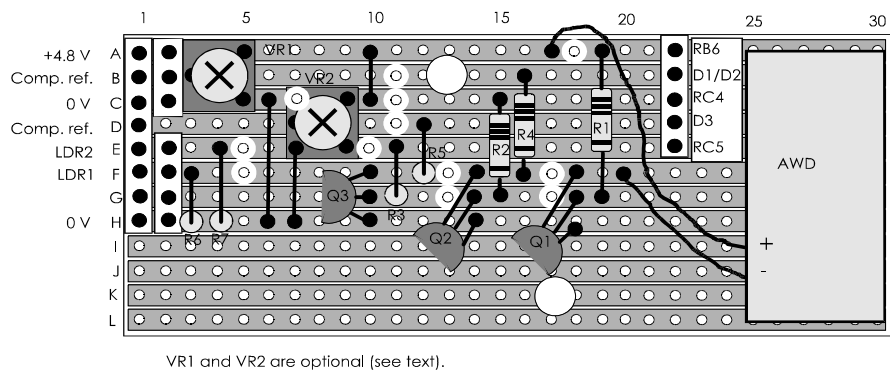 1 5 10 15 20 25 30
+4.8 V A VR1 RB6
Comp. ref. B VR2 D1/D2
0 V C RC4
Comp. ref. D D3
LDR2 E R5 R2 R4 R1 RC5
LDR1 F AWD
G Q3 R3
0 V H R6 R7 Q2 Q1
I +
J -
K
L
VR1 and VR2 are optional (see text).